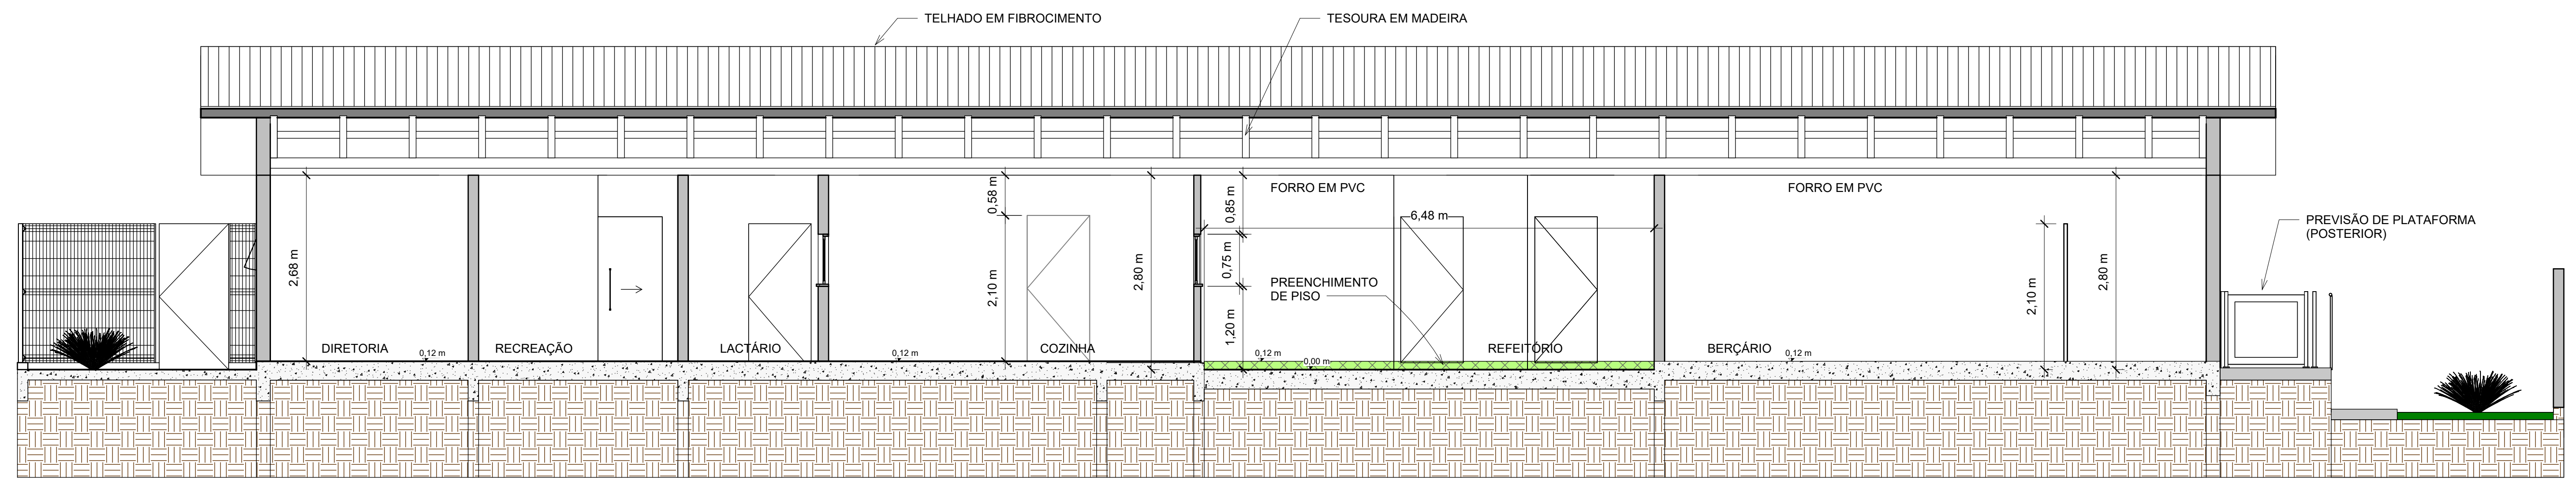 TELHADO EM FIBROCIMENTO
TESOURA EM MADEIRA
FORRO EM PVC
FORRO EM PVC
0,58 m
0,85 m
6,48 m
PREVISÃO DE PLATAFORMA
(POSTERIOR)
2,68 m
2,10 m
2,80 m
0,75 m
PREENCHIMENTO
DE PISO
2,10 m
2,80 m
1,20 m
DIRETORIA
0,12 m
RECREAÇÃO
LACTÁRIO
0,12 m
COZINHA
0,12 m
0,00 m
REFEITÓRIO
BERÇÁRIO
0,12 m